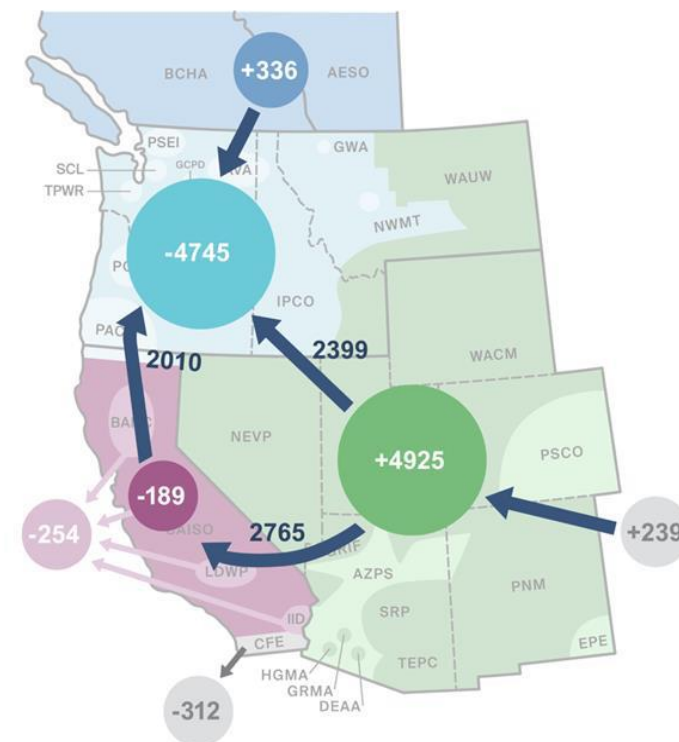 +336
BCHA
AESO
PSEI
GWA
SCL
GCPD
WAUW
TPWR
NWMT
-4745
IPCO
2010
2399
WACM
NEVP
+4925
PSCO
-189
-254
2765
+239
CAISO
LDWP
AZPS
PNM
SRP
IID
CFE
EPE
TEPC
HGMA
GRMA
DEAA
-312